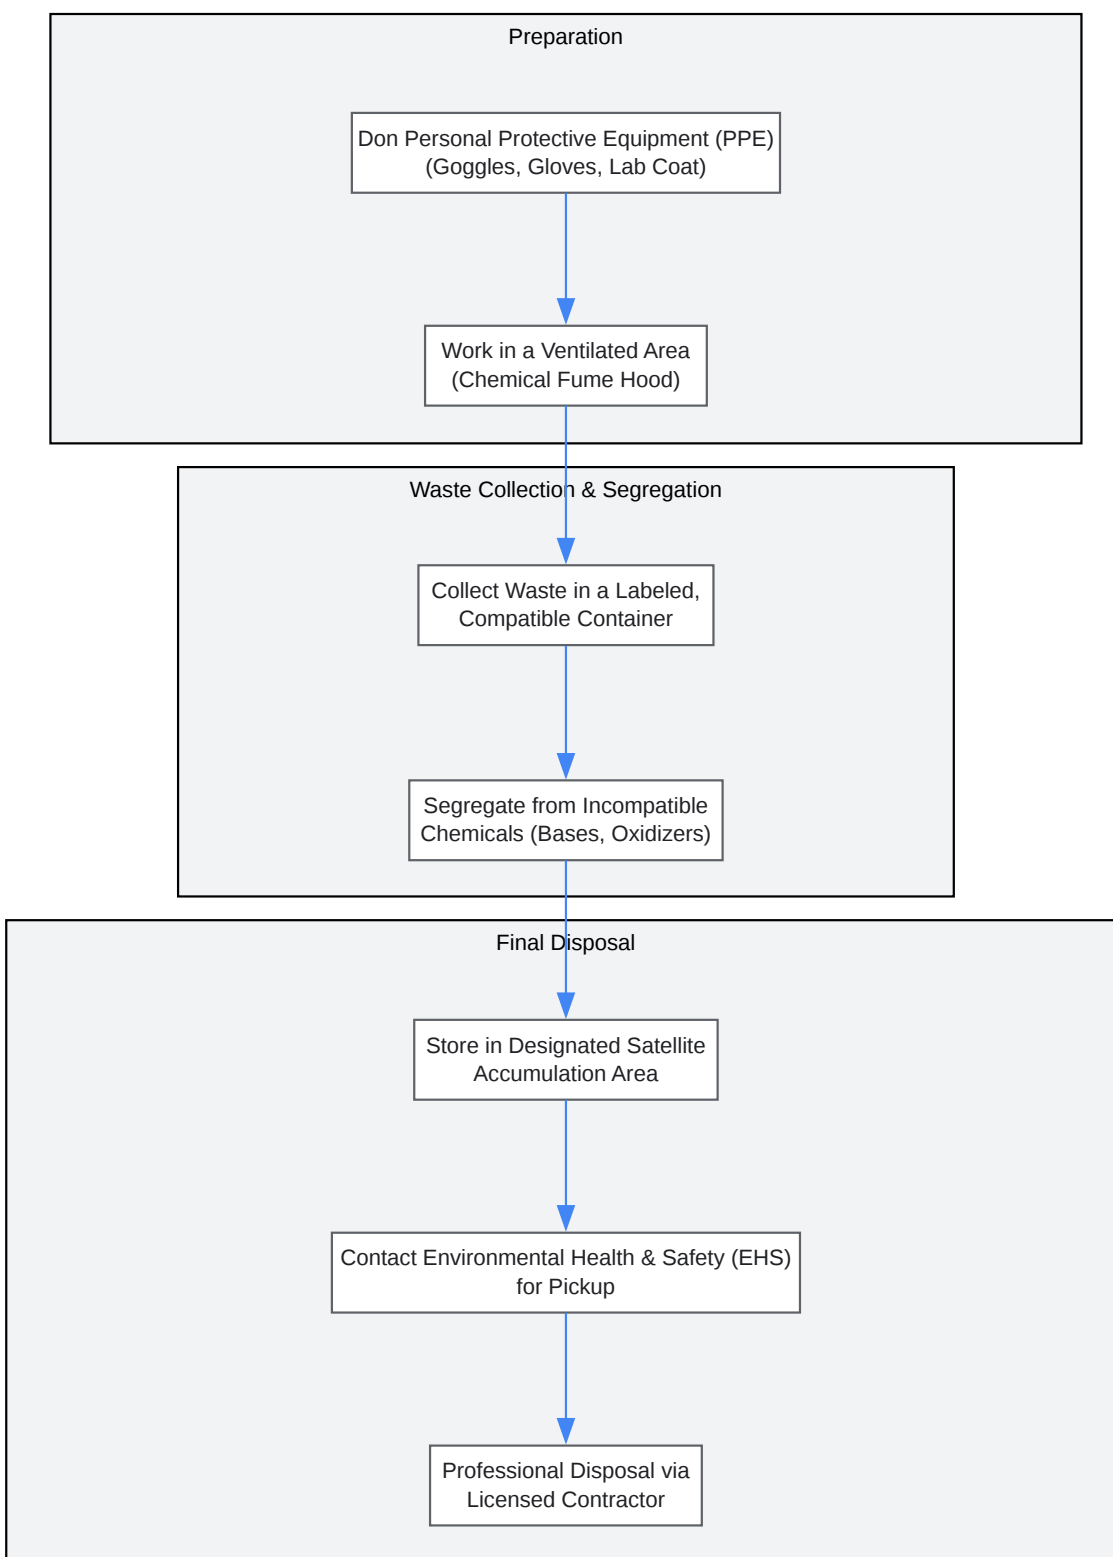 Preparation
Don Personal Protective Equipment (PPE)
(Goggles, Gloves, Lab Coat)
Work in a Ventilated Area
(Chemical Fume Hood)
Waste Collection & Segregation
Collect Waste in a Labeled,
Compatible Container
Segregate from Incompatible
Chemicals (Bases, Oxidizers)
Final Disposal
Store in Designated Satellite
Accumulation Area
Contact Environmental Health & Safety (EHS)
for Pickup
Professional Disposal via
Licensed Contractor